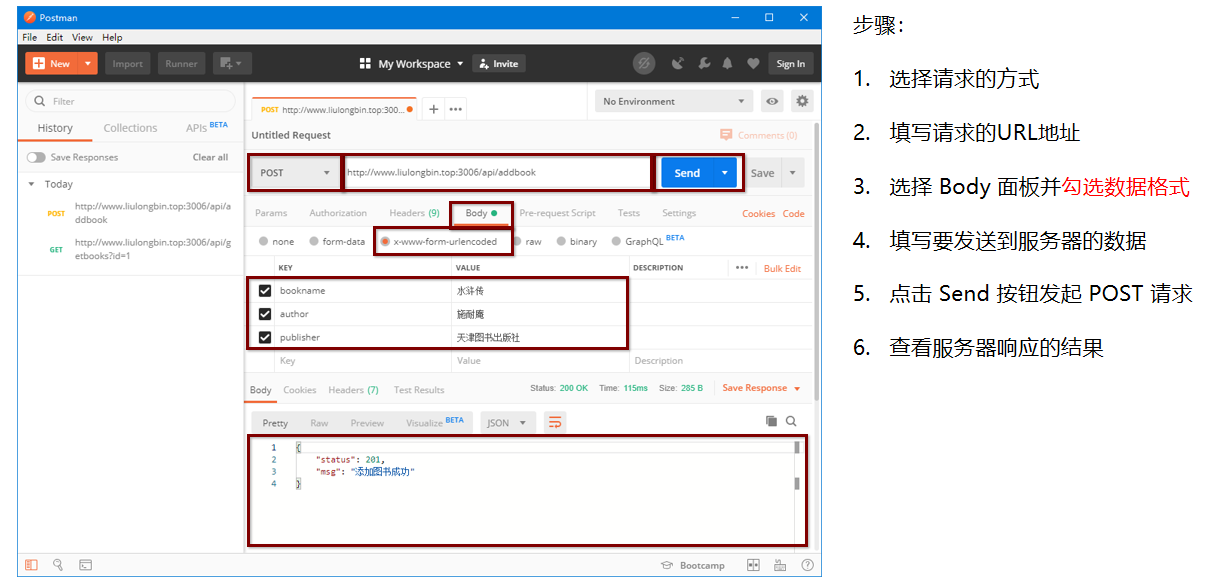 Postman
File Edit View Help
New Import Runner My Workspace Invite Sign In
Filter
History Collections APIs BETA
Save Responses Clear all
Today
POST http://www.liulongbin.top:3006/api/a
ddbook
GET http://www.liulongbin.top:3006/api/g
etbooks?id=1
POST http://www.liulongbin.top:300... No Environment
Untitled Request Comments (0)
POST http://www.liulongbin.top:3006/api/addbook Send Save
Params Authorization Headers (9) Body Pre-request Script Tests Settings Cookies Code
none form-data x-www-form-urlencoded raw binary GraphQL BETA
KEY VALUE DESCRIPTION Bulk Edit
bookname 水浒传
author 施耐庵
publisher 天津图书出版社
Key Value Description
Body Cookies Headers (7) Test Results Status: 200 OK Time: 115ms Size: 285 B Save Response
Pretty Raw Preview Visualize BETA JSON
1 {
2 "status": 201,
3 "msg": "添加图书成功"
4 }
Bootcamp
步骤：
1. 选择请求的方式
2. 填写请求的URL地址
3. 选择 Body 面板并勾选数据格式
4. 填写要发送到服务器的数据
5. 点击 Send 按钮发起 POST 请求
6. 查看服务器响应的结果